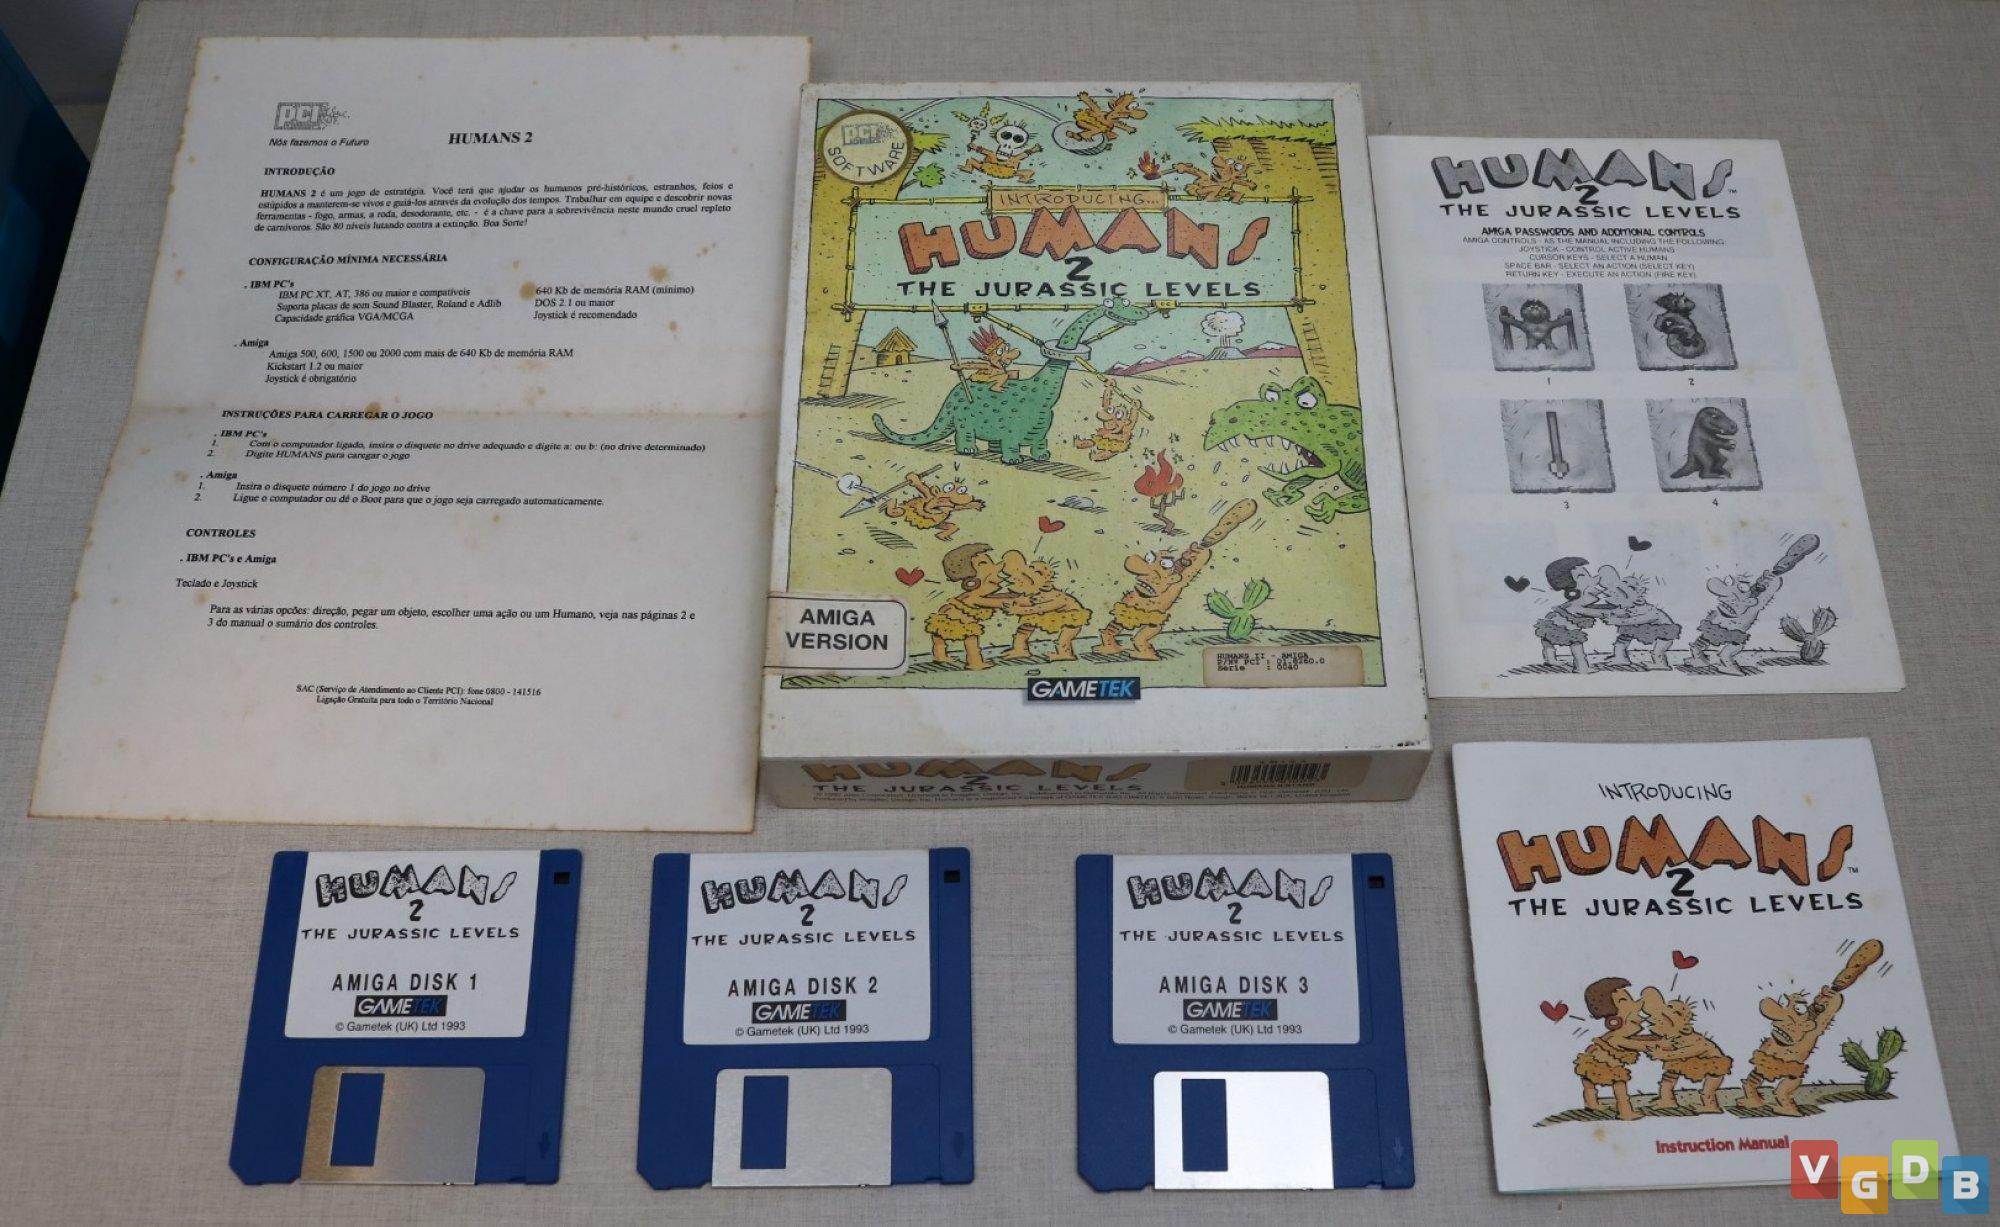 pci
Nós fazemos o Futuro
HUMANS 2
INTRODUÇÃO
HUMANS 2 é um jogo de estratégia. Você terá que ajudar os humanos pré-históricos, estranhos, feios e
estúpidos a manterem-se vivos e guiá-los através da evolução dos tempos. Trabalhar em equipe e descobrir novas
ferramentas - fogo, armas, a roda, desodorante, etc. - é a chave para a sobrevivência neste mundo cruel repleto
de carnívoros. São 80 níveis lutando contra a extinção. Boa Sorte!
CONFIGURAÇÃO MÍNIMA NECESSÁRIA
. IBM PC's
IBM PC XT, AT, 386 ou maior e compatíveis
Suporta placas de som Sound Blaster, Roland e Adlib
Capacidade gráfica VGA/MCGA
640 Kb de memória RAM (mínimo)
DOS 2.1 ou maior
Joystick é recomendado
. Amiga
Amiga 500, 600, 1500 ou 2000 com mais de 640 Kb de memória RAM
Kickstart 1.2 ou maior
Joystick é obrigatório
INSTRUÇÕES PARA CARREGAR O JOGO
. IBM PC's
1. Com o computador ligado, insira o disquete no drive adequado e digite a: ou b: (no drive determinado)
2. Digite HUMANS para caregar o jogo
. Amiga
1. Insira o disquete número 1 do jogo no drive
2. Ligue o computador ou dê o Boot para que o jogo seja carregado automaticamente.
CONTROLES
. IBM PC's e Amiga
Teclado e Joystick
Para as várias opcões: direção, pegar um objeto, escolher uma ação ou um Humano, veja nas páginas 2 e
3 do manual o sumário dos controles.
SAC (Serviço de Atendimento ao Cliente PCI): fone 0800 - 141516
Ligação Gratuita para todo o Território Nacional
pci
SOFTWARE
INTRODUCING...
HUMANS™
2
THE JURASSIC LEVELS
AMIGA
VERSION
HUMANS II - AMIGA
P/Nº PCI : 01.8260.0
Serie : 0040
GAMETEK
HUMANS
2
THE JURASSIC LEVELS
HUMANS™
2
THE JURASSIC LEVELS
AMIGA PASSWORDS AND ADDITIONAL CONTROLS
AMIGA CONTROLS - AS THE MANUAL INCLUDING THE FOLLOWING:
JOYSTICK - CONTROL ACTIVE HUMANS
CURSOR KEYS - SELECT A HUMAN
SPACE BAR - SELECT AN ACTION (SELECT KEY)
RETURN KEY - EXECUTE AN ACTION (FIRE KEY)
1 2
3 4
INTRODUCING
HUMANS™
2
THE JURASSIC LEVELS
Instruction Manual
HUMANS
2
THE JURASSIC LEVELS
AMIGA DISK 1
GAMETEK
© Gametek (UK) Ltd 1993
HUMANS
2
THE JURASSIC LEVELS
AMIGA DISK 2
GAMETEK
© Gametek (UK) Ltd 1993
HUMANS
2
THE JURASSIC LEVELS
AMIGA DISK 3
GAMETEK
© Gametek (UK) Ltd 1993
VGDB